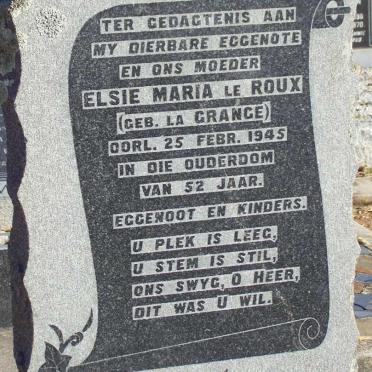 TER GEDAGTENIS AAN
MY DIERBARE EGGENOTE
EN ONS MOEDER
ELSIE MARIA LE ROUX
(GEB. LA GRANGE)
OORL. 25 FEBR. 1945
IN DIE OUDERDOM
VAN 52 JAAR.
EGGENOOT EN KINDERS.
U PLEK IS LEEG,
U STEM IS STIL,
ONS SWYG, O HEER,
DIT WAS U WIL.